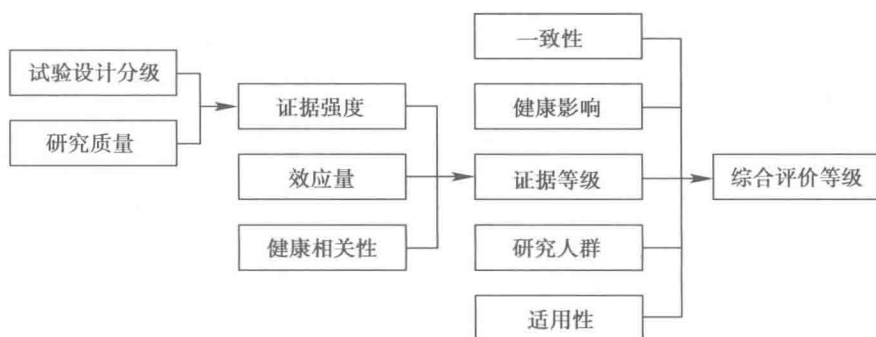 试验设计分级
研究质量
证据强度
效应量
健康相关性
一致性
健康影响
证据等级
研究人群
适用性
综合评价等级